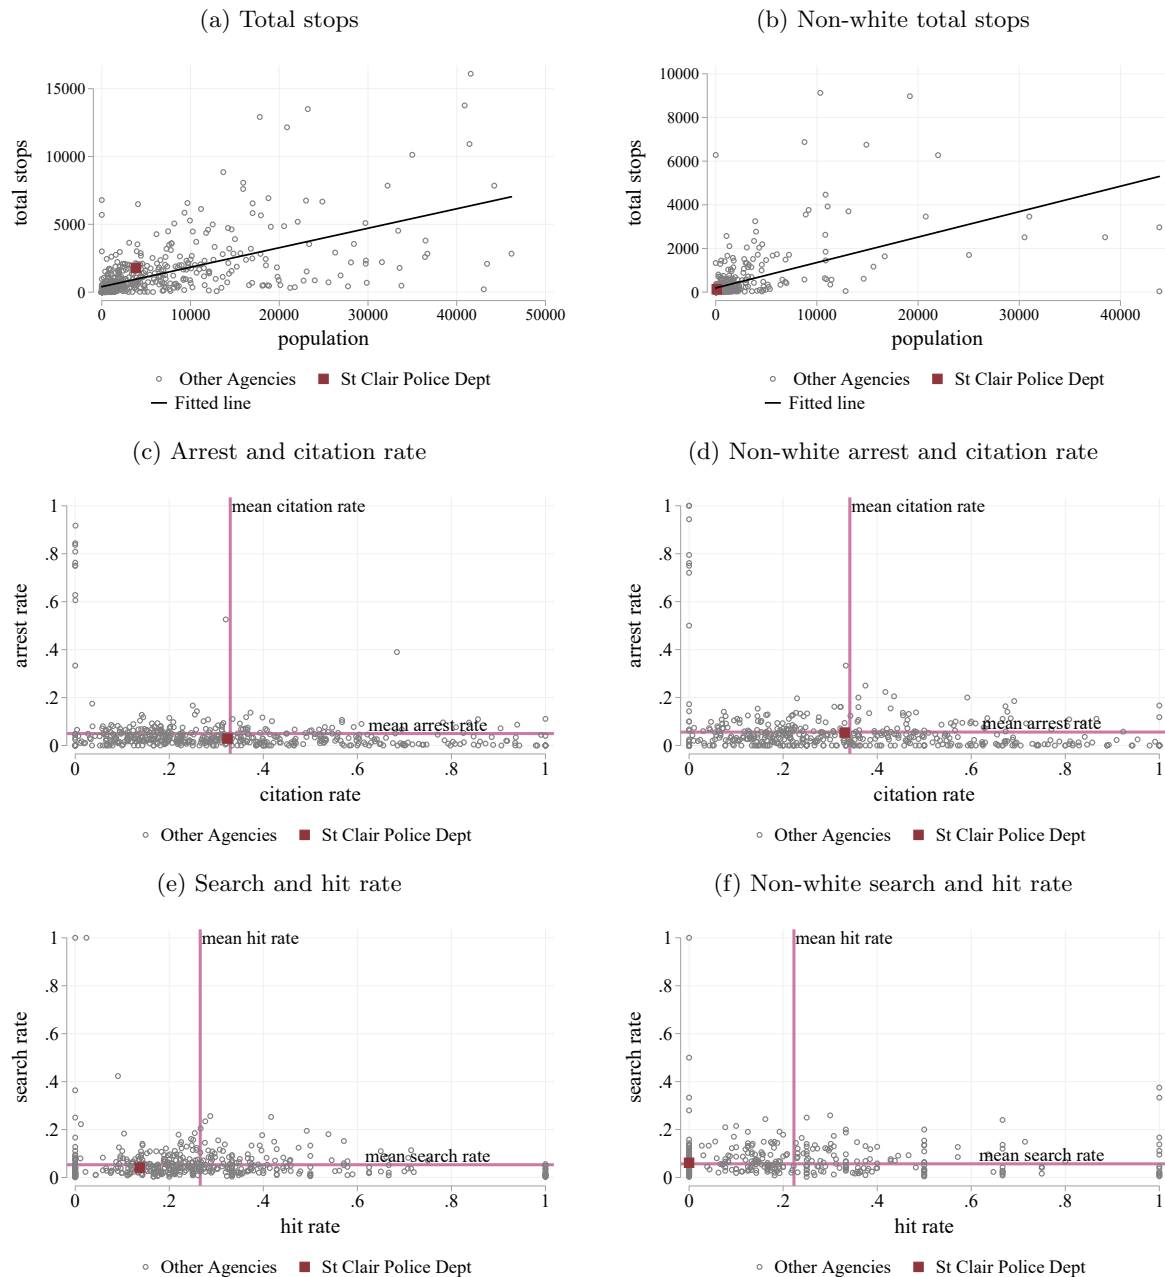 (a) Total stops
(b) Non-white total stops
total stops
15000
10000
5000
0
0 10000 20000 30000 40000 50000
population
Other Agencies St Clair Police Dept
Fitted line
total stops
10000
8000
6000
4000
2000
0
0 10000 20000 30000 40000
population
Other Agencies St Clair Police Dept
Fitted line
(c) Arrest and citation rate
(d) Non-white arrest and citation rate
arrest rate
1
.8
.6
.4
.2
0
mean citation rate
mean arrest rate
0 .2 .4 .6 .8 1
citation rate
Other Agencies St Clair Police Dept
arrest rate
1
.8
.6
.4
.2
0
mean citation rate
mean arrest rate
0 .2 .4 .6 .8 1
citation rate
Other Agencies St Clair Police Dept
(e) Search and hit rate
(f) Non-white search and hit rate
search rate
1
.8
.6
.4
.2
0
mean hit rate
mean search rate
0 .2 .4 .6 .8 1
hit rate
Other Agencies St Clair Police Dept
search rate
1
.8
.6
.4
.2
0
mean hit rate
mean search rate
0 .2 .4 .6 .8 1
hit rate
Other Agencies St Clair Police Dept